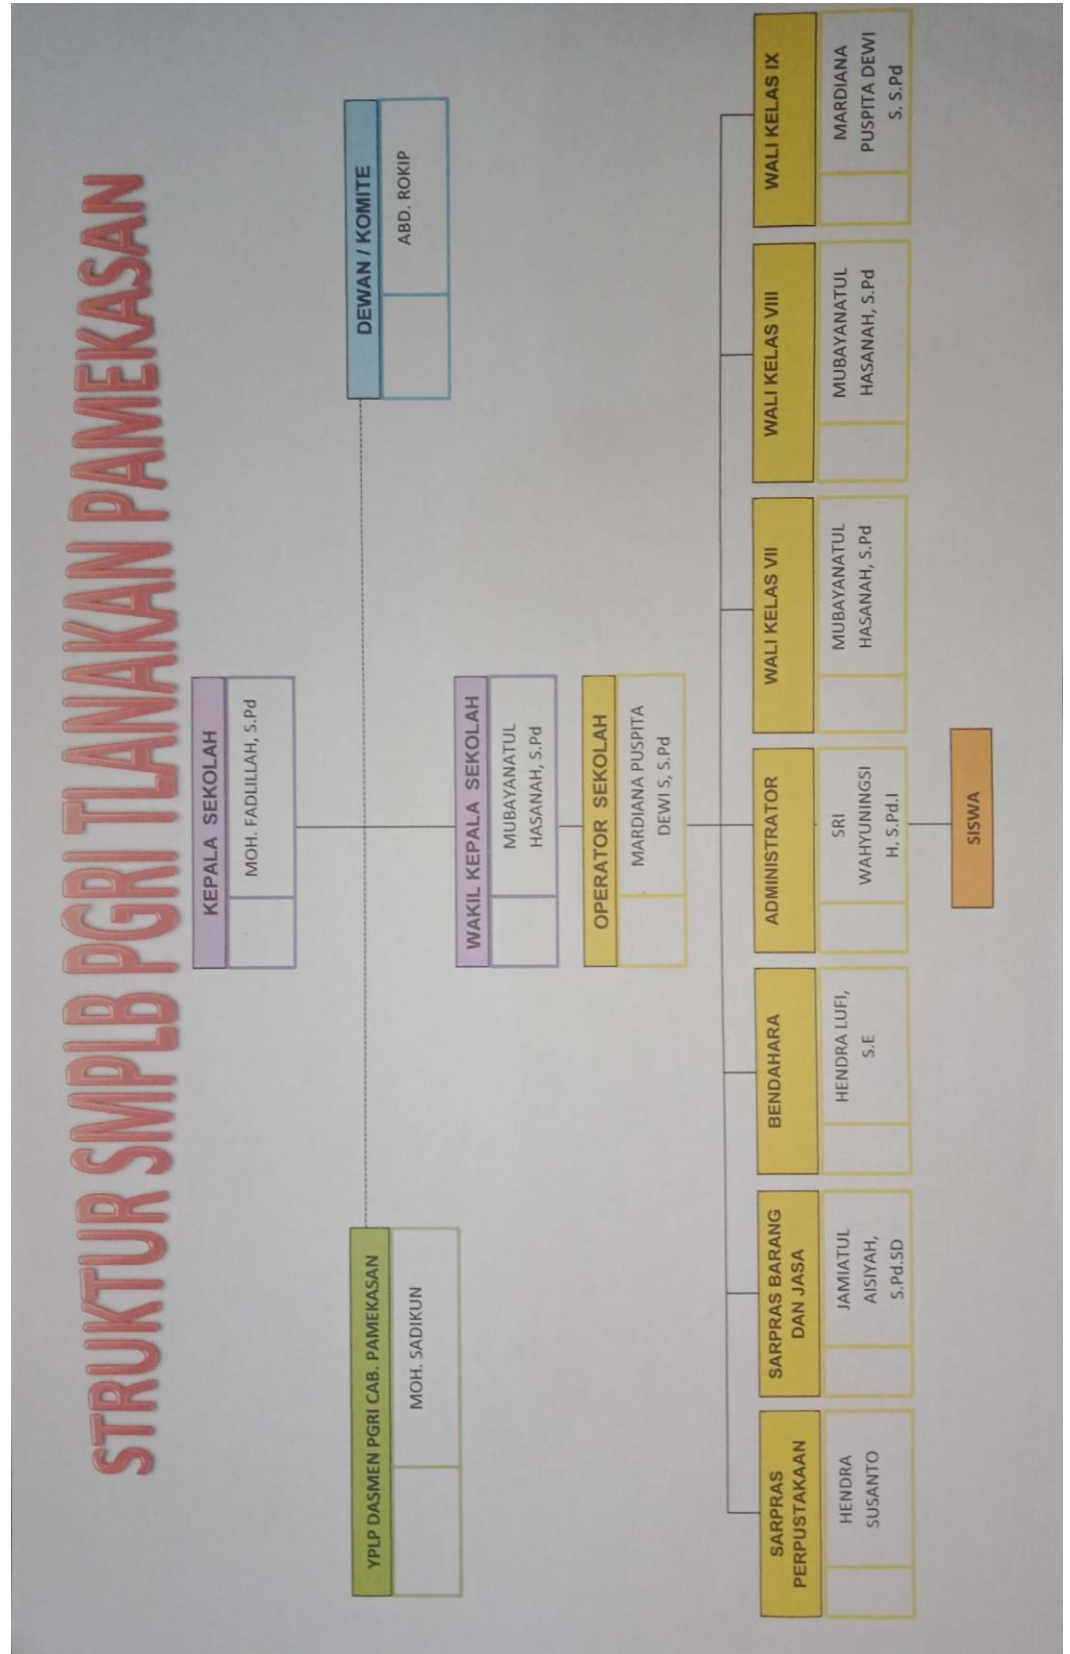 STRUKTUR SMPLB PGRI TLANAKAN PAMEKASAN
KEPALA SEKOLAH
MOH. FADLILLAH, S.Pd
YPLP DASMEN PGRI CAB. PAMEKASAN
MOH. SADIKUN
DEWAN / KOMITE
ABD. ROKIP
WAKIL KEPALA SEKOLAH
MUBAYANATUL
HASANAH, S.Pd
OPERATOR SEKOLAH
MARDIANA PUSPITA
DEWI S, S.Pd
SARPRAS
PERPUSTAKAAN
HENDRA
SUSANTO
SARPRAS BARANG
DAN JASA
JAMIATUL
AISIYAH,
S.Pd.SD
BENDAHARA
HENDRA LUFI,
S.E
ADMINISTRATOR
SRI
WAHYUNINGSI
H. S.Pd.I
WALI KELAS VII
MUBAYANATUL
HASANAH, S.Pd
WALI KELAS VIII
MUBAYANATUL
HASANAH, S.Pd
WALI KELAS IX
MARDIANA
PUSPITA DEWI
S, S.Pd
SISWA